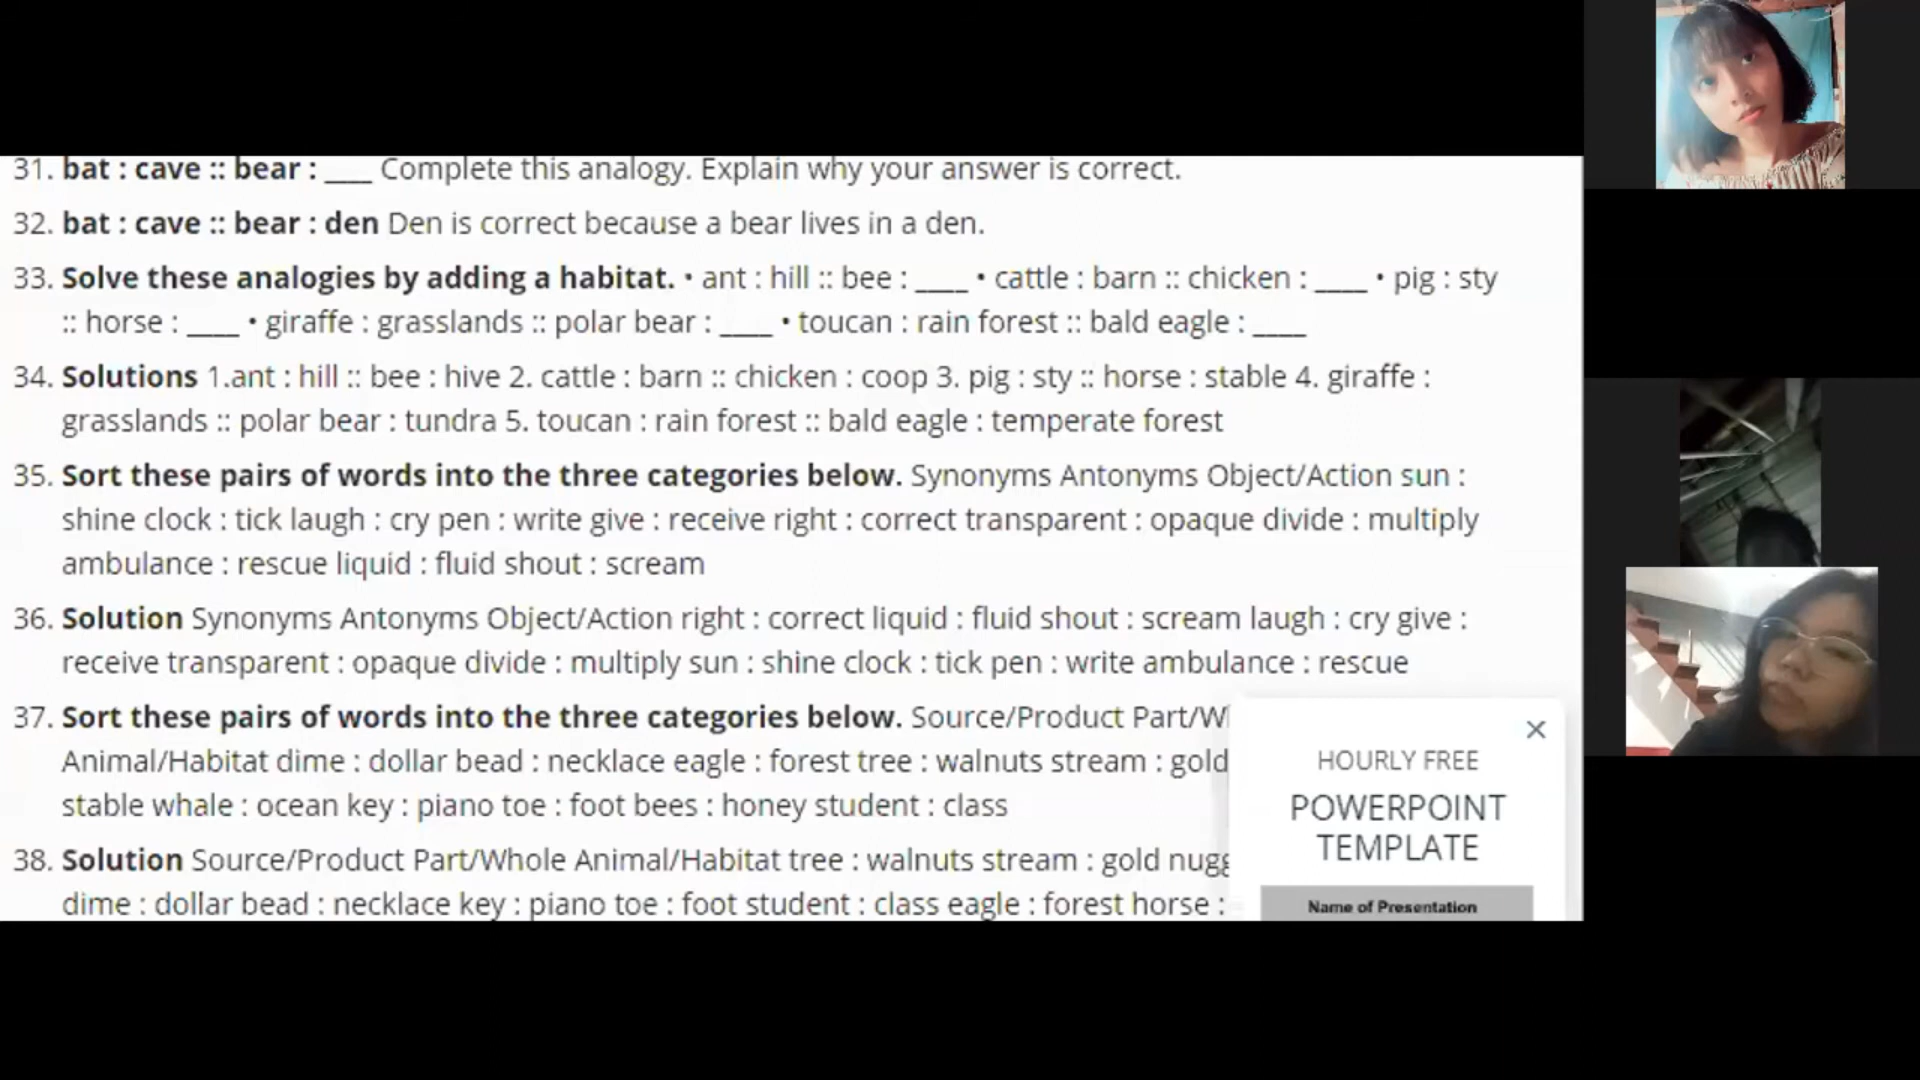 31. bat : cave :: bear : ____ Complete this analogy. Explain why your answer is correct.
32. bat : cave :: bear : den Den is correct because a bear lives in a den.
33. Solve these analogies by adding a habitat. • ant : hill :: bee : ____ • cattle : barn :: chicken : ____ • pig : sty
:: horse : ____ • giraffe : grasslands :: polar bear : ____ • toucan : rain forest :: bald eagle : ____
34. Solutions 1.ant : hill :: bee : hive 2. cattle : barn :: chicken : coop 3. pig : sty :: horse : stable 4. giraffe :
grasslands :: polar bear : tundra 5. toucan : rain forest :: bald eagle : temperate forest
35. Sort these pairs of words into the three categories below. Synonyms Antonyms Object/Action sun :
shine clock : tick laugh : cry pen : write give : receive right : correct transparent : opaque divide : multiply
ambulance : rescue liquid : fluid shout : scream
36. Solution Synonyms Antonyms Object/Action right : correct liquid : fluid shout : scream laugh : cry give :
receive transparent : opaque divide : multiply sun : shine clock : tick pen : write ambulance : rescue
37. Sort these pairs of words into the three categories below. Source/Product
Animal/Habitat dime : dollar bead : necklace eagle : forest tree : walnuts stream : gold
stable whale : ocean key : piano toe : foot bees : honey student : class
38. Solution Source/Product Part/Whole Animal/Habitat tree : walnuts stream : gold
dime : dollar bead : necklace key : piano toe : foot student : class eagle : forest horse :
HOURLY FREE
POWERPOINT
TEMPLATE
Name of Presentation